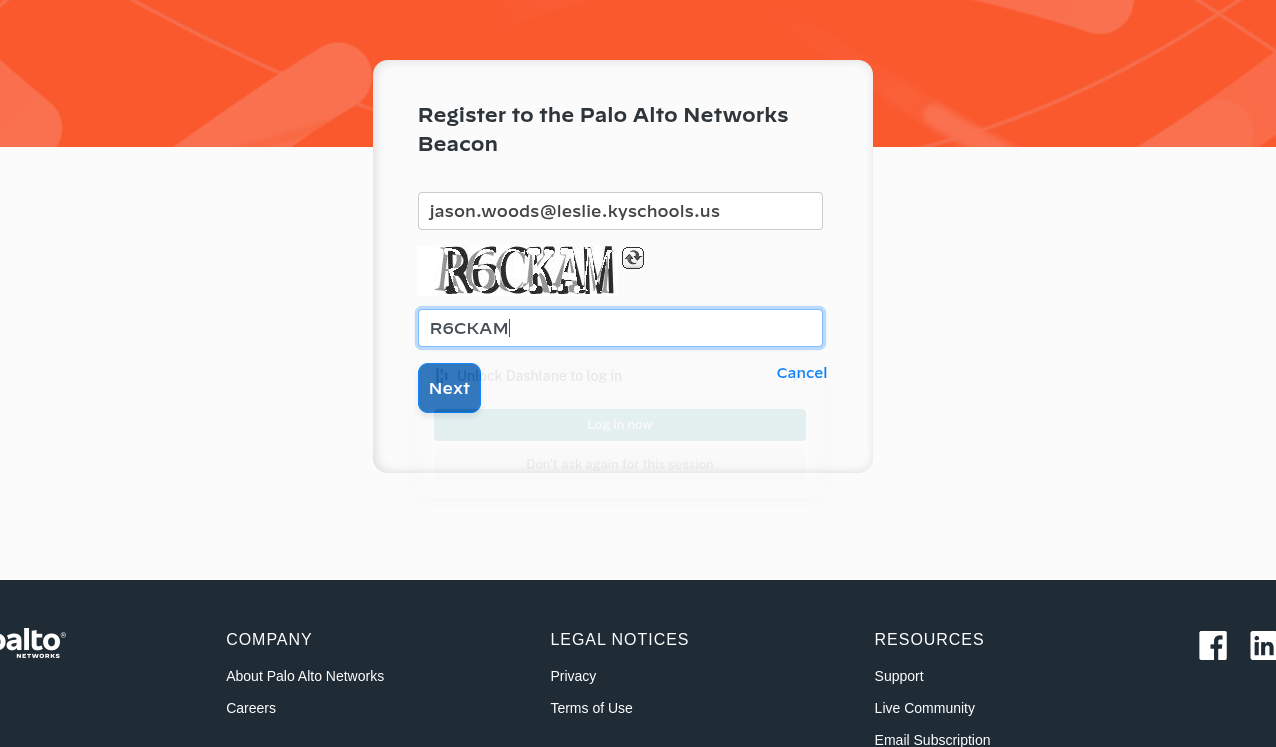 Register to the Palo Alto Networks
Beacon
jason.woods@leslie.kyschools.us
R6CKAM
R6CKAM
Unlock Dashlane to log in
Cancel
Next
Log in now
Don't ask again for this session
palto®
NETWORKS
COMPANY
LEGAL NOTICES
RESOURCES
About Palo Alto Networks
Privacy
Support
Careers
Terms of Use
Live Community
Email Subscription